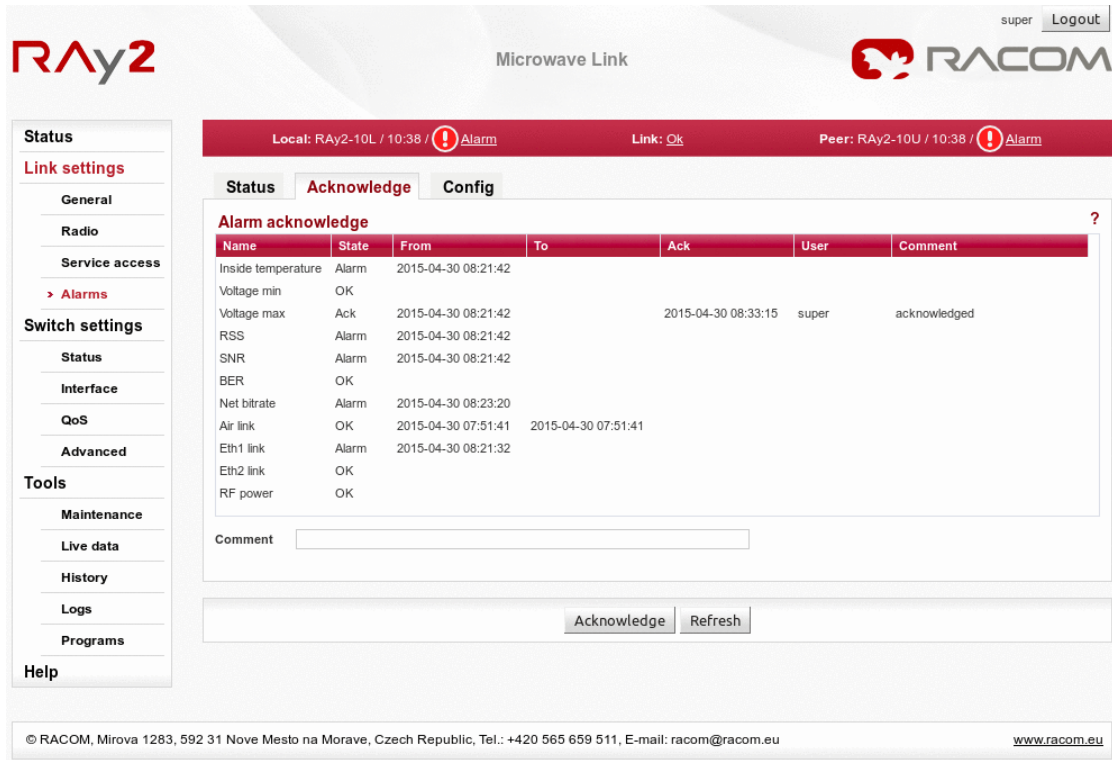 super Logout
RAy2 Microwave Link RACOM
Status
Link settings
General
Radio
Service access
Alarms
Switch settings
Status
Interface
QoS
Advanced
Tools
Maintenance
Live data
History
Logs
Programs
Help
Local: RAy2-10L / 10:38 / Alarm Link: Ok Peer: RAy2-10U / 10:38 / Alarm
Status Acknowledge Config
Alarm acknowledge ?
Name State From To Ack User Comment
Inside temperature Alarm 2015-04-30 08:21:42
Voltage min OK
Voltage max Ack 2015-04-30 08:21:42 2015-04-30 08:33:15 super acknowledged
RSS Alarm 2015-04-30 08:21:42
SNR Alarm 2015-04-30 08:21:42
BER OK
Net bitrate Alarm 2015-04-30 08:23:20
Air link OK 2015-04-30 07:51:41 2015-04-30 07:51:41
Eth1 link Alarm 2015-04-30 08:21:32
Eth2 link OK
RF power OK
Comment
Acknowledge Refresh
© RACOM, Mirova 1283, 592 31 Nove Mesto na Morave, Czech Republic, Tel.: +420 565 659 511, E-mail: racom@racom.eu www.racom.eu